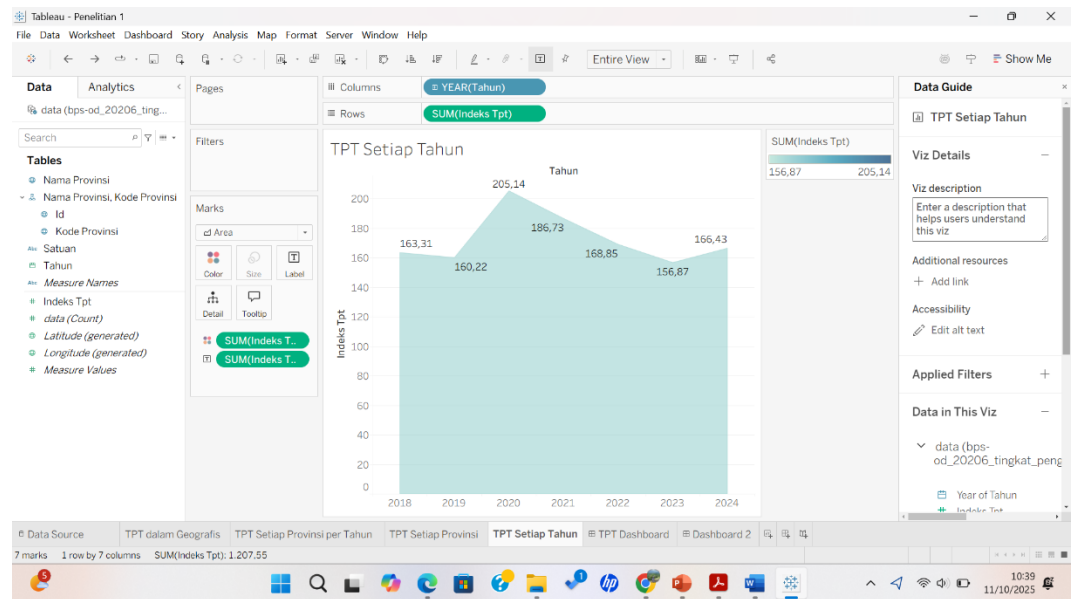 Tableau - Penelitian 1
File Data Worksheet Dashboard Story Analysis Map Format Server Window Help
Entire View
Show Me
Data Analytics
data (bps-od_20206_ting...
Search
Tables
Nama Provinsi
Nama Provinsi, Kode Provinsi
Id
Kode Provinsi
Abc Satuan
Tahun
Abc Measure Names
Indeks Tpt
data (Count)
Latitude (generated)
Longitude (generated)
Measure Values
Pages
Filters
Marks
Area
Color Size Label
Detail Tooltip
SUM(Indeks T..
SUM(Indeks T..
Columns YEAR(Tahun)
Rows SUM(Indeks Tpt)
TPT Setiap Tahun
Tahun
Indeks Tpt
200
180
160
140
120
100
80
60
40
20
0
163,31
160,22
205,14
186,73
168,85
156,87
166,43
2018 2019 2020 2021 2022 2023 2024
SUM(Indeks Tpt)
156,87 205,14
Data Guide
TPT Setiap Tahun
Viz Details
Viz description
Enter a description that
helps users understand
this viz
Additional resources
Add link
Accessibility
Edit alt text
Applied Filters
Data in This Viz
data (bps-
od_20206_tingkat_peng
Year of Tahun
Indeks Tpt
Data Source TPT dalam Geografis TPT Setiap Provinsi per Tahun TPT Setiap Provinsi TPT Setiap Tahun TPT Dashboard Dashboard 2
7 marks 1 row by 7 columns SUM(Indeks Tpt): 1.207,55
5
1
10:39
11/10/2025